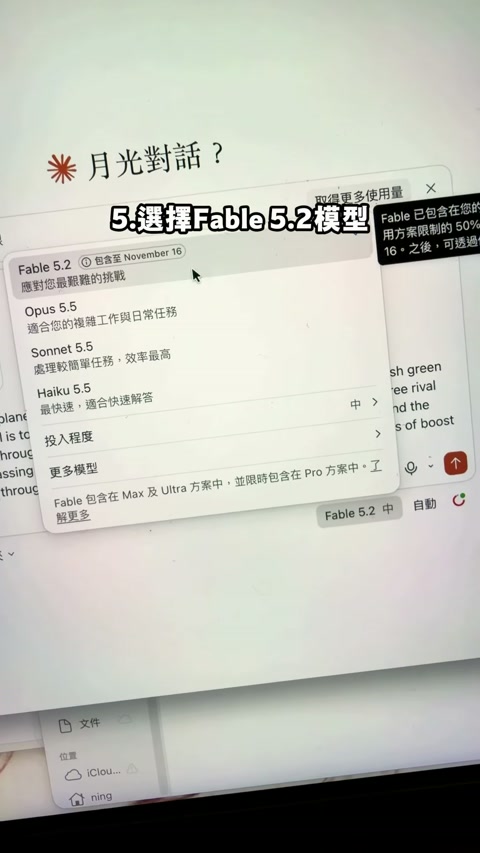 月光對話？
取得更多使用量
5.選擇Fable 5.2模型
Fable 已包含在您的
用方案限制的 50%
16。之後，可透過
Fable 5.2 包含至 November 16
應對您最艱難的挑戰
Opus 5.5
適合您的複雜工作與日常任務
Sonnet 5.5
處理較簡單任務，效率最高
Haiku 5.5
最快速，適合快速解答
中
投入程度
更多模型
Fable 包含在 Max 及 Ultra 方案中，並限時包含在 Pro 方案中。了
解更多
sh green
ree rival
nd the
s of boost
plane
l is to
hroug
assing
throug
Fable 5.2 中
自動
文件
位置
iClou...
ning